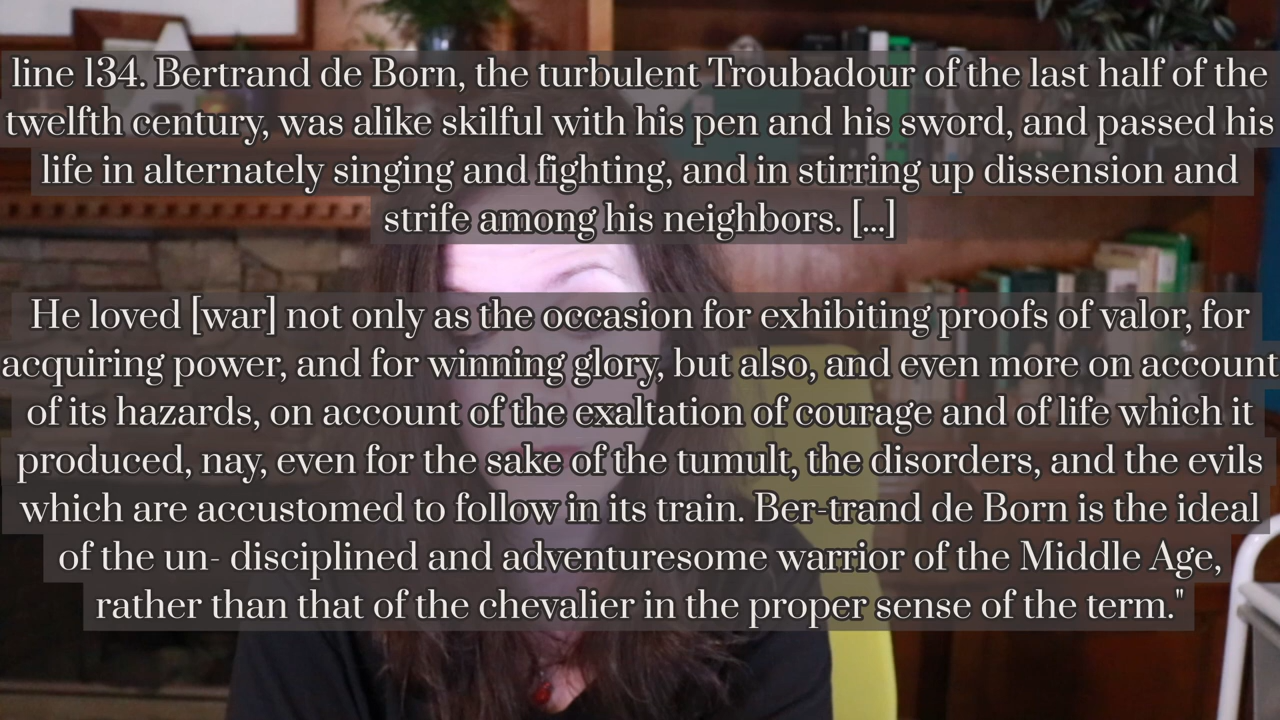 line 134. Bertrand de Born, the turbulent Troubadour of the last half of the
twelfth century, was alike skilful with his pen and his sword, and passed his
life in alternately singing and fighting, and in stirring up dissension and
strife among his neighbors. [...]
He loved [war] not only as the occasion for exhibiting proofs of valor, for
acquiring power, and for winning glory, but also, and even more on account
of its hazards, on account of the exaltation of courage and of life which it
produced, nay, even for the sake of the tumult, the disorders, and the evils
which are accustomed to follow in its train. Ber-trand de Born is the ideal
of the un- disciplined and adventuresome warrior of the Middle Age,
rather than that of the chevalier in the proper sense of the term."